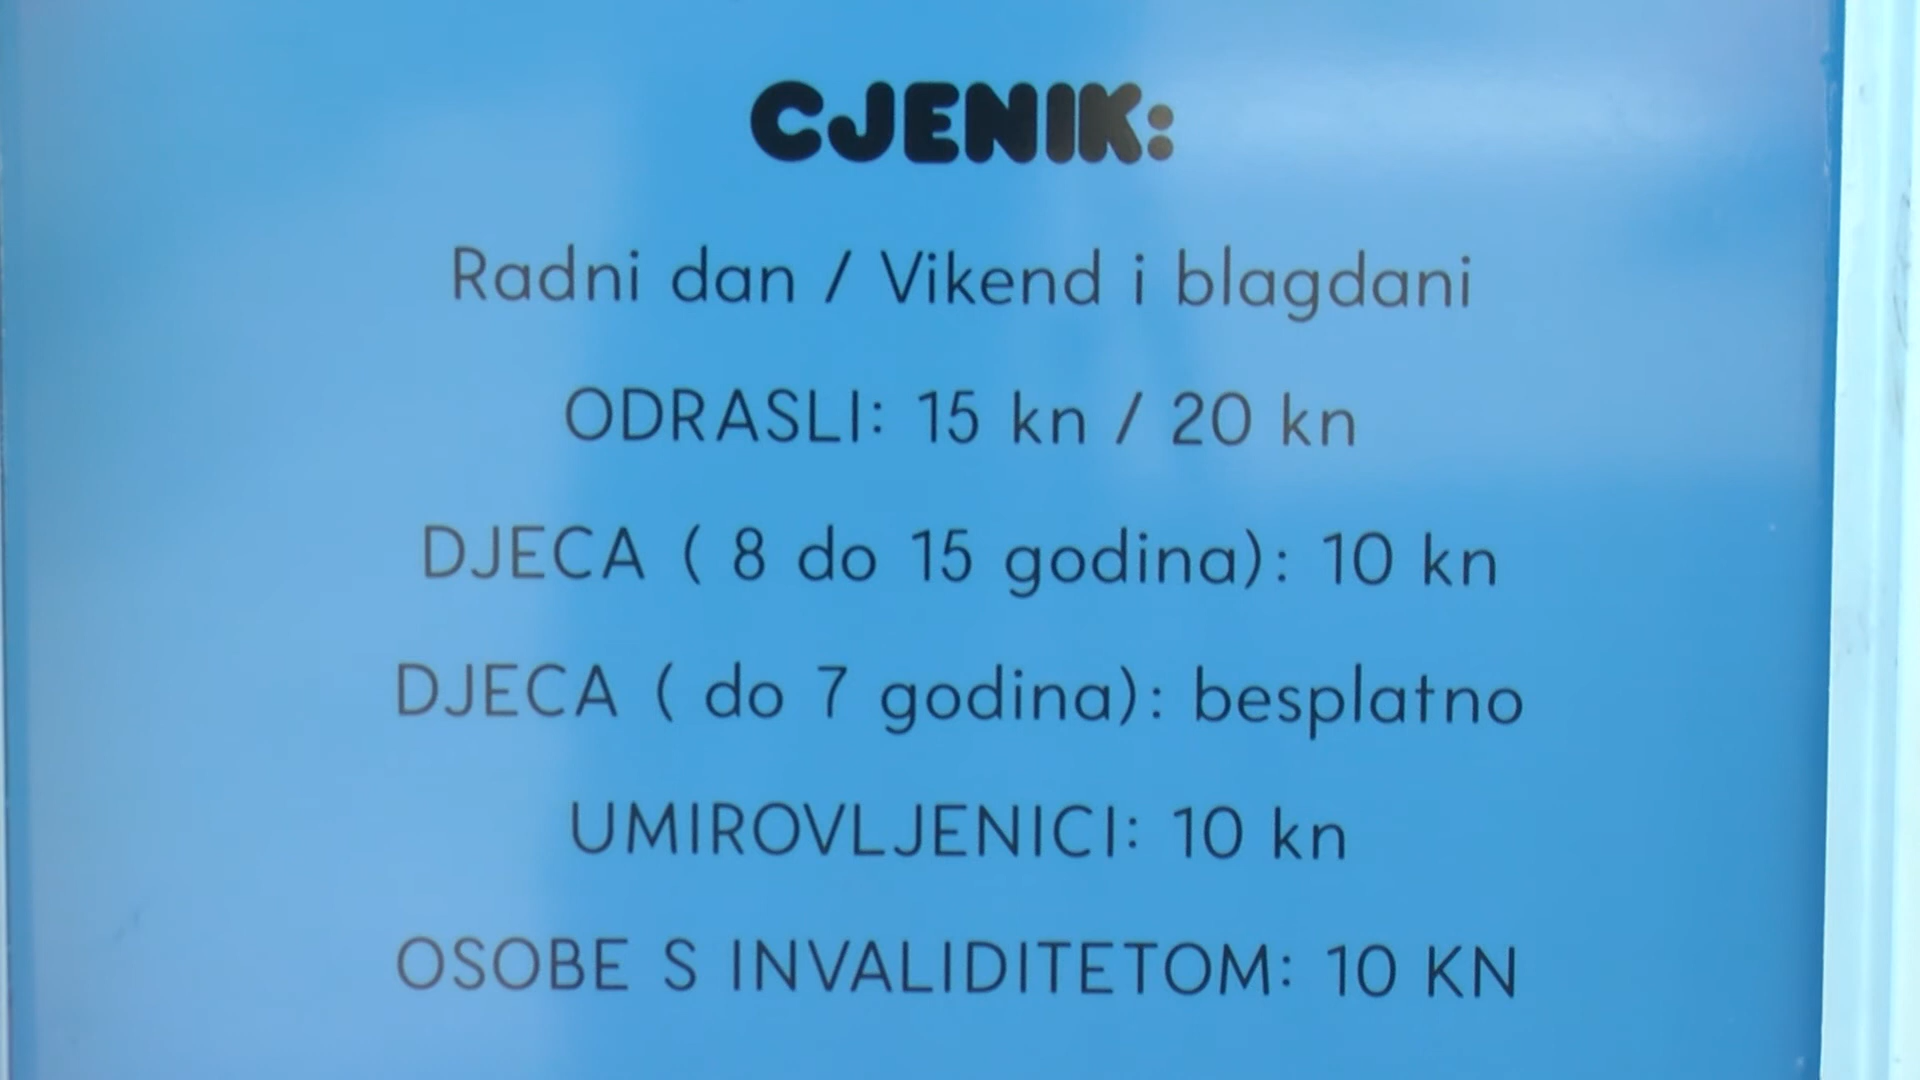 CJENIK:
Radni dan / Vikend i blagdani
ODRASLI: 15 kn / 20 kn
DJECA ( 8 do 15 godina): 10 kn
DJECA ( do 7 godina): besplatno
UMIROVLJENICI: 10 kn
OSOBE S INVALIDITETOM: 10 KN